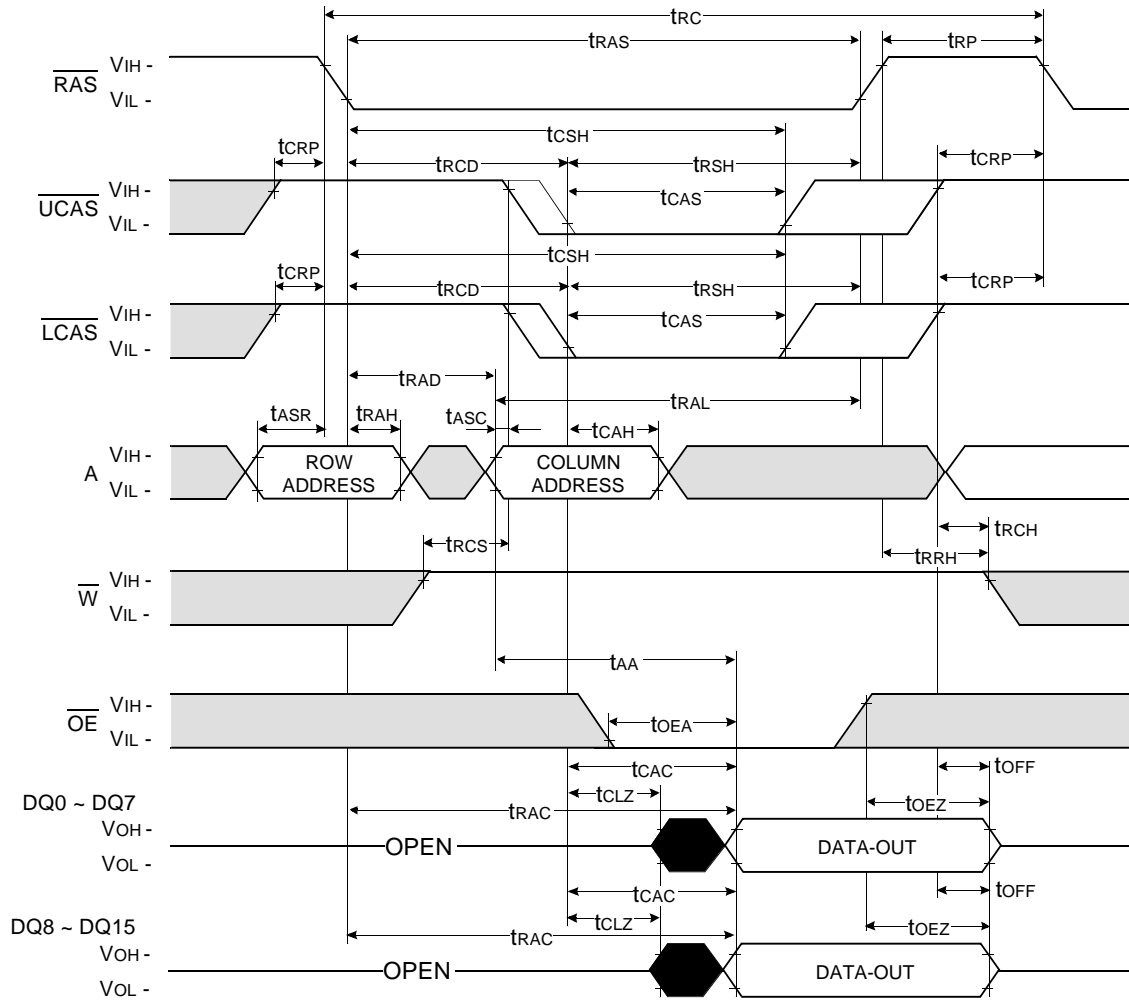 tRC
tRAS
tRP
RAS
VIH -
VIL -
tCSH
tCRP
tRCD
tRSH
tCRP
UCAS
VIH -
VIL -
tCAS
tCSH
tCRP
tRCD
tRSH
tCRP
LCAS
VIH -
VIL -
tCAS
tRAD
tRAL
tASR
tRAH
tASC
tCAH
A
VIH -
VIL -
ROW
ADDRESS
COLUMN
ADDRESS
tRCS
tRCH
tRRH
W
VIH -
VIL -
tAA
OE
VIH -
VIL -
tOEA
tCAC
tOFF
DQ0 ~ DQ7
tCLZ
tOEZ
tRAC
VOH -
VOL -
OPEN
DATA-OUT
tCAC
tOFF
DQ8 ~ DQ15
tCLZ
tOEZ
tRAC
VOH -
VOL -
OPEN
DATA-OUT